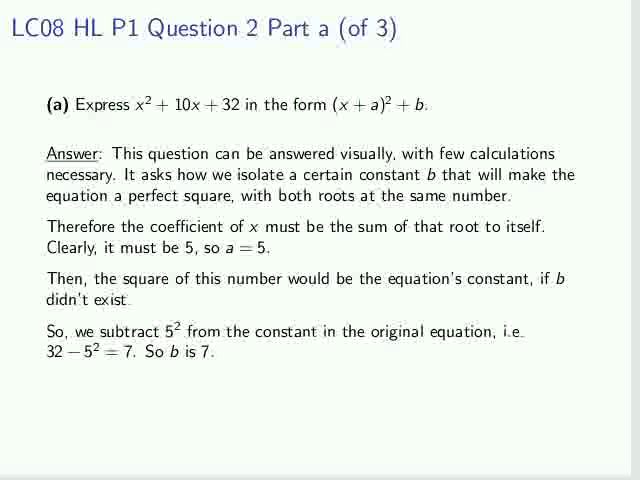 LC08 HL P1 Question 2 Part a (of 3)
(a) Express x² + 10x + 32 in the form (x + a)² + b.
Answer: This question can be answered visually, with few calculations
necessary. It asks how we isolate a certain constant b that will make the
equation a perfect square, with both roots at the same number.
Therefore the coefficient of x must be the sum of that root to itself.
Clearly, it must be 5, so a = 5.
Then, the square of this number would be the equation's constant, if b
didn't exist.
So, we subtract 5² from the constant in the original equation, i.e.
32 − 5² = 7. So b is 7.